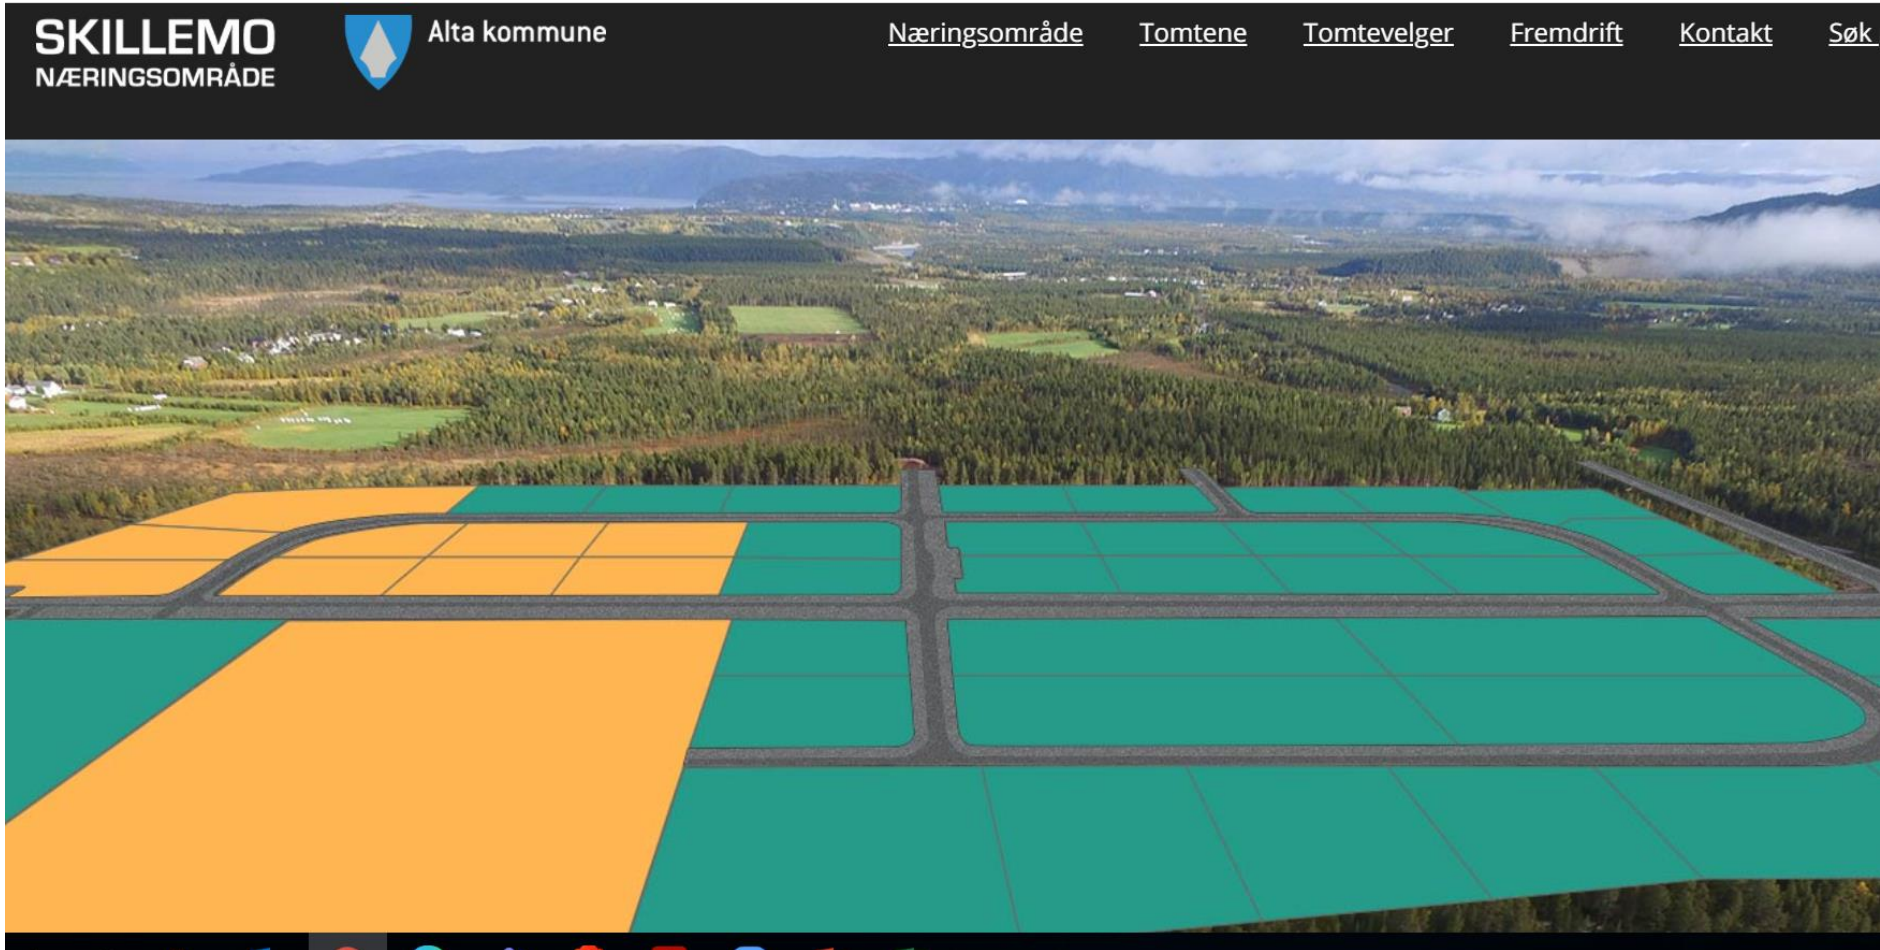 SKILLEMO
NÆRINGSOMRÅDE
Alta kommune
Næringsområde Tomtene Tomtevelger Fremdrift Kontakt Søk